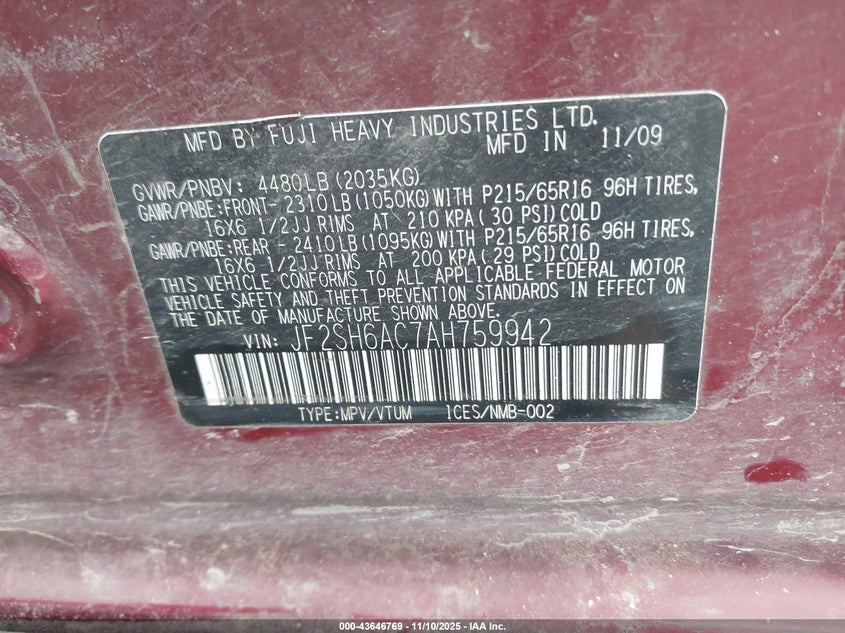 MFD BY FUJI HEAVY INDUSTRIES LTD.
MFD IN 11/09
GVWR/PNBV: 4480LB(2035KG)
GAWR/PNBE:FRONT-2310LB(1050KG)WITH P215/65R16 96H TIRES,
16X6 1/2JJ RIMS AT 210 KPA(30 PSI)COLD
GAWR/PNBE:REAR -2410LB(1095KG)WITH P215/65R16 96H TIRES,
16X6 1/2JJ RIMS AT 200 KPA(29 PSI)COLD
THIS VEHICLE CONFORMS TO ALL APPLICABLE FEDERAL MOTOR
VEHICLE SAFETY AND THEFT PREVENTION STANDARDS IN EFFECT ON
THE DATE OF MANUFACTURE SHOWN ABOVE.
VIN: JF2SH6AC7AH759942
TYPE:MPV/VTUM ICES/NMB-002
000-43646769 - 11/10/2025 - IAA Inc.